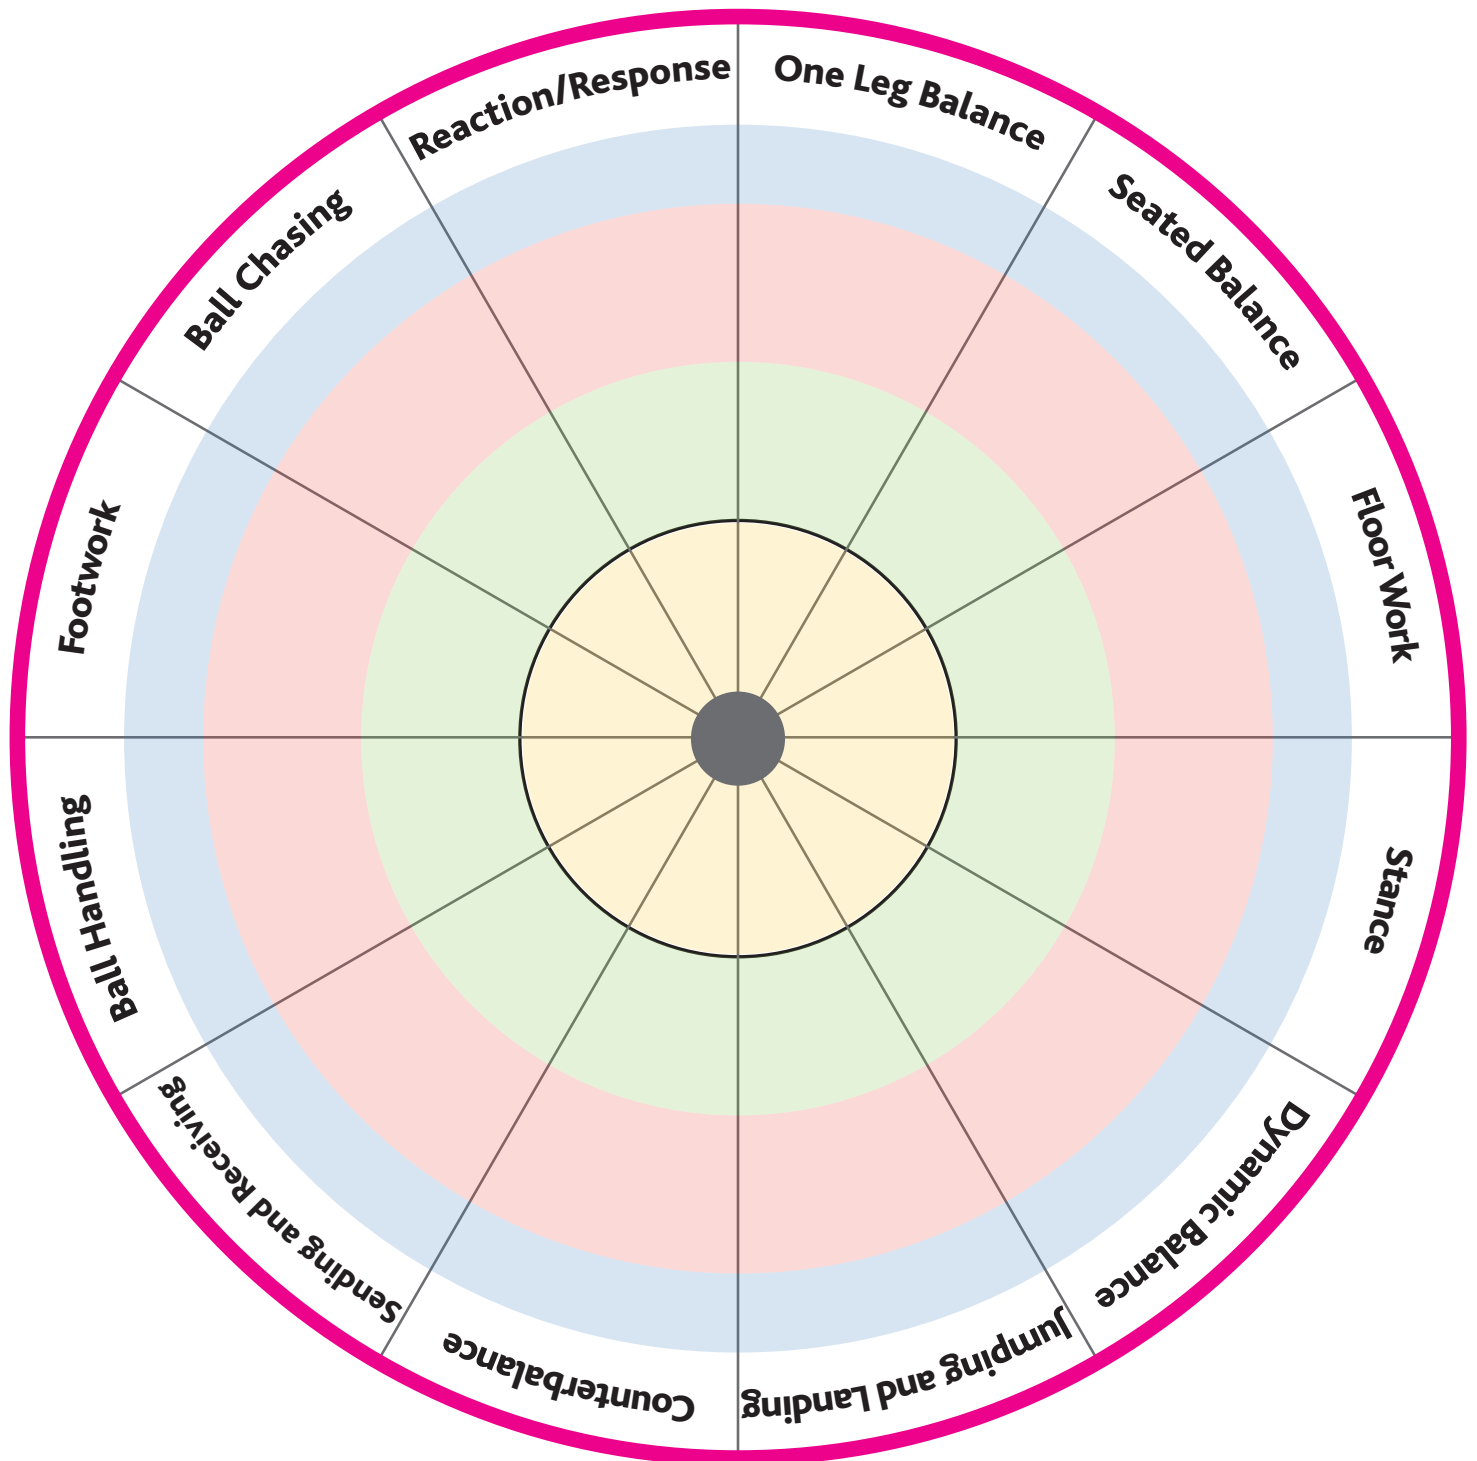 One Leg Balance
Seated Balance
Floor Work
Stance
Dynamic Balance
Jumping and Landing
Counterbalance
Sending and Receiving
Ball Handling
Footwork
Ball Chasing
Reaction/Response